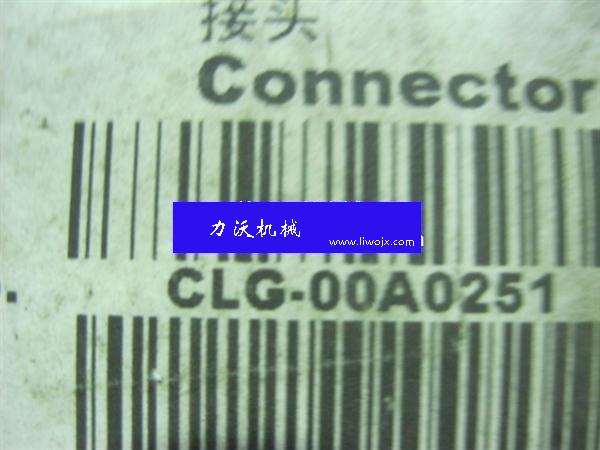 接头
Connector
力沃机械
www.liwojx.com
CLG-00A0251